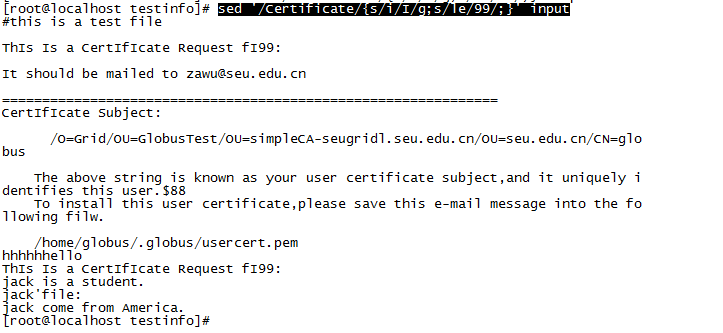 [root@localhost testinfo]# sed '/Certificate/{s/i/I/g;s/le/99/;}' input
#this is a test file
ThIs Is a CertIfIcate Request fI99:
It should be mailed to zawu@seu.edu.cn
==============================================================
CertIfIcate Subject:
/O=Grid/OU=GlobusTest/OU=simpleCA-seugridl.seu.edu.cn/OU=seu.edu.cn/CN=glo
bus
The above string is known as your user certificate subject,and it uniquely i
dentifies this user.$88
To install this user certificate,please save this e-mail message into the fo
llowing filw.
/home/globus/.globus/usercert.pem
hhhhhhello
ThIs Is a CertIfIcate Request fI99:
jack is a student.
jack'file:
jack come from America.
[root@localhost testinfo]#